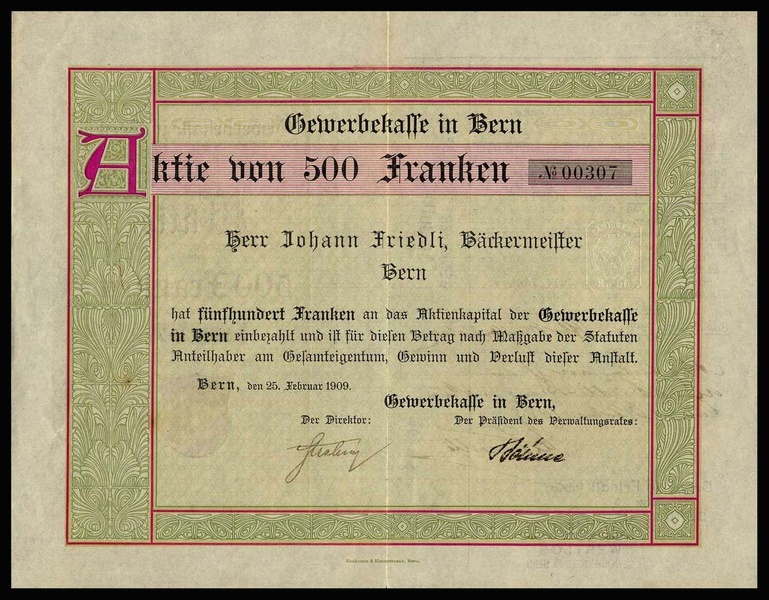 Gewerbekasse in Bern
Aktie von 500 Franken № 00307
Herr Johann Friedli, Bäckermeister
Bern
hat fünfhundert Franken an das Aktienkapital der Gewerbekasse
in Bern einbezahlt und ist für diesen Betrag nach Maßgabe der Statuten
Anteilhaber am Gesamteigentum, Gewinn und Verlust dieser Anstalt.
Bern, den 25. Februar 1909.
Gewerbekasse in Bern,
Der Direktor: Der Präsident des Verwaltungsrates: